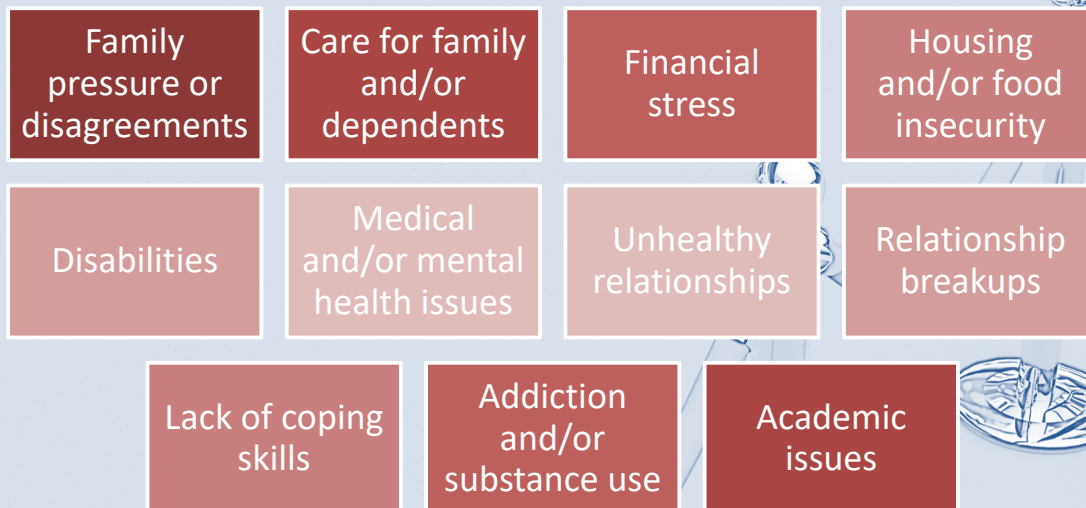 Family
pressure or
disagreements
Care for family
and/or
dependents
Financial
stress
Housing
and/or food
insecurity
Disabilities
Medical
and/or mental
health issues
Unhealthy
relationships
Relationship
breakups
Lack of coping
skills
Addiction
and/or
substance use
Academic
issues